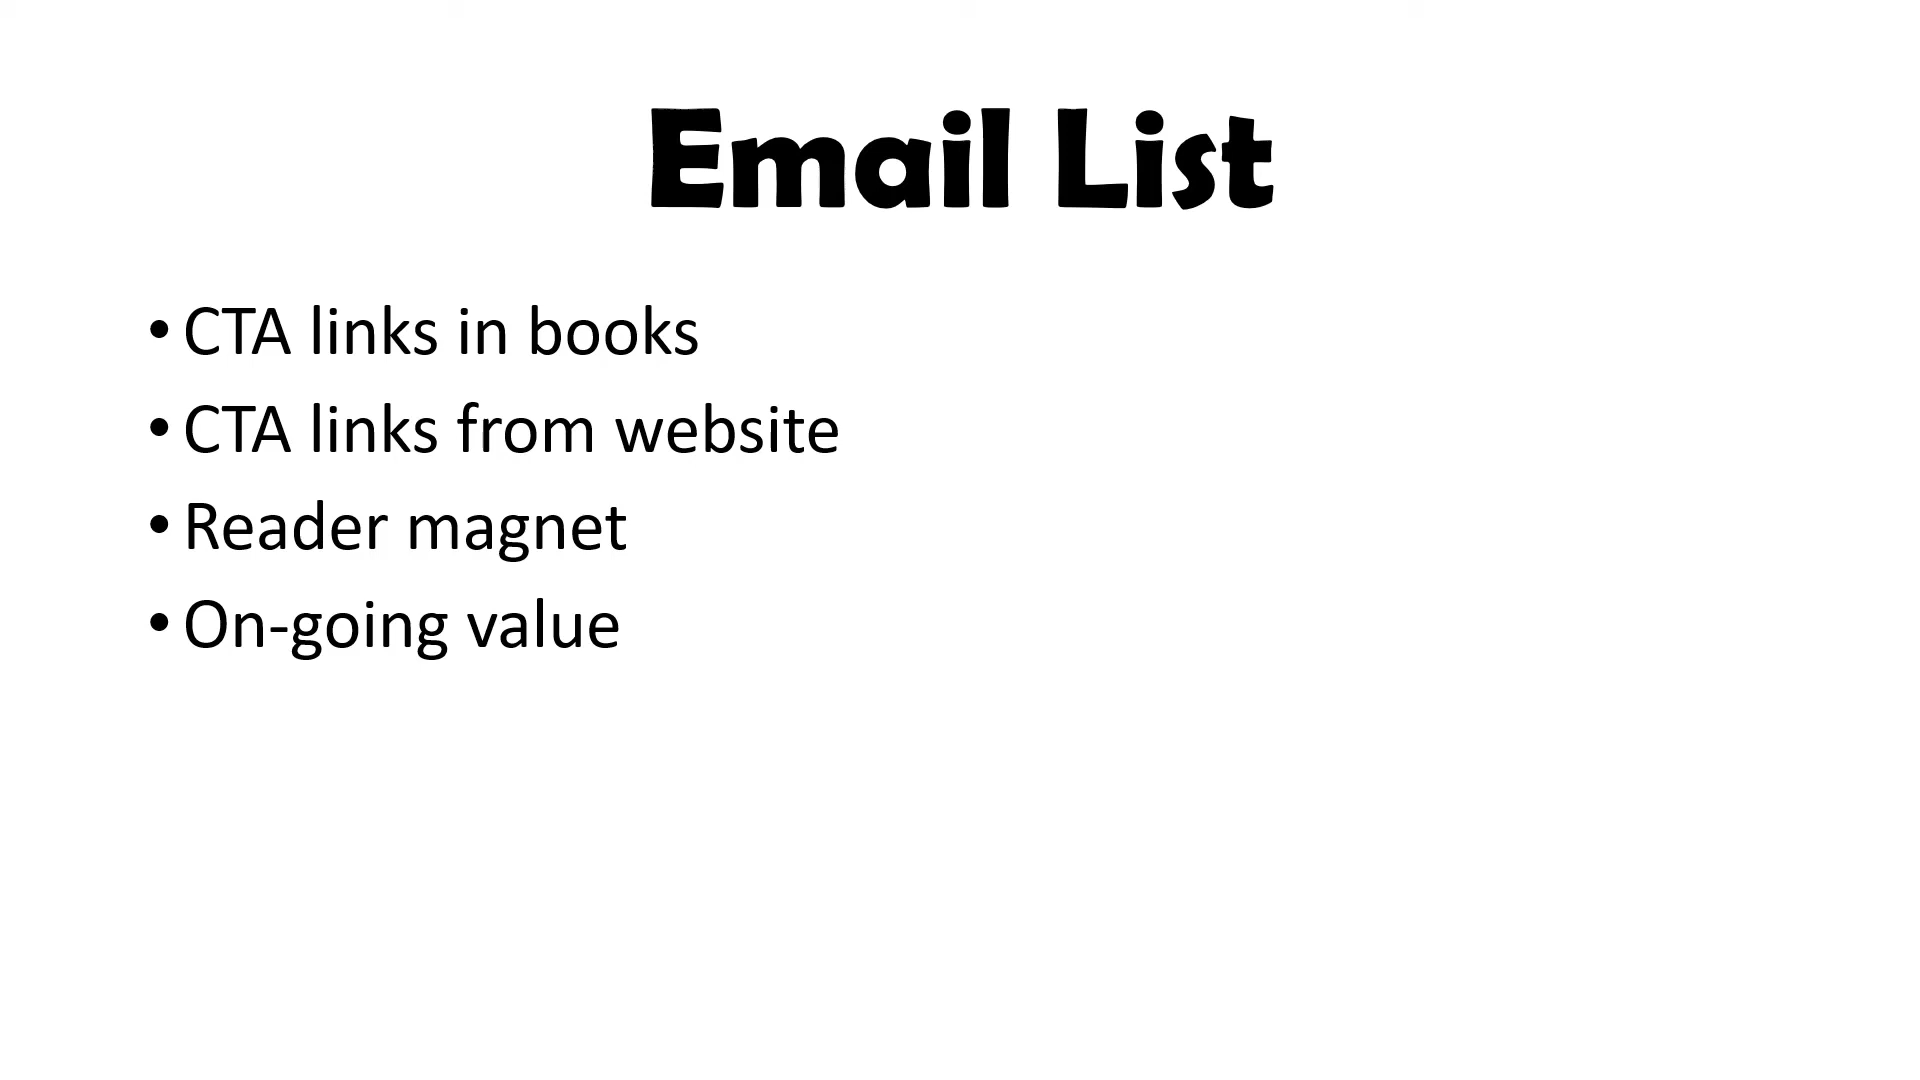 Email List
• CTA links in books
• CTA links from website
• Reader magnet
• On-going value